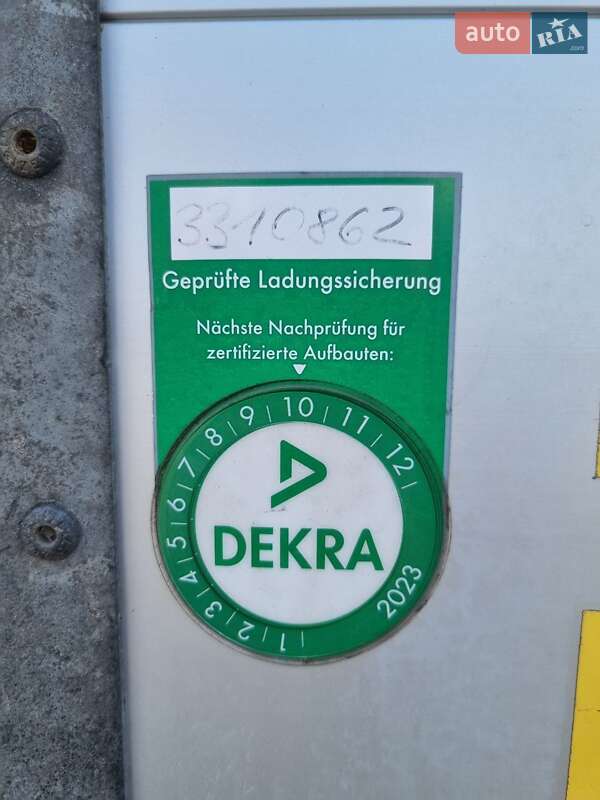 auto RIA .com
3310862
Geprüfte Ladungssicherung
Nächste Nachprüfung für
zertifizierte Aufbauten:
1 2 3 4 5 6 7 8 9 10 11 12
DEKRA
2023